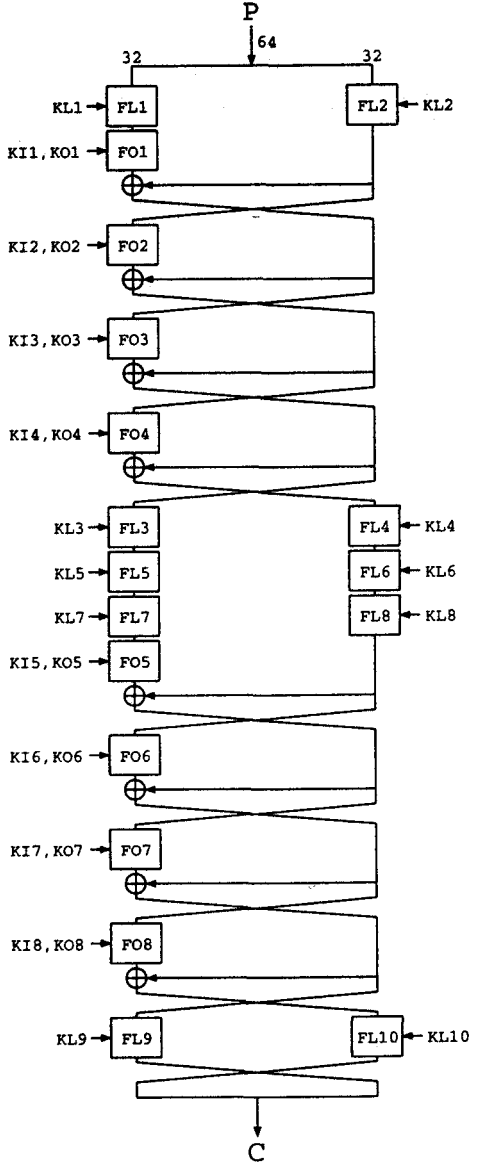 P
64
32 32
KL1 FL1 FL2 KL2
KI1,KO1 FO1
KI2,KO2 FO2
KI3,KO3 FO3
KI4,KO4 FO4
KL3 FL3 FL4 KL4
KL5 FL5 FL6 KL6
KL7 FL7 FL8 KL8
KI5,KO5 FO5
KI6,KO6 FO6
KI7,KO7 FO7
KI8,KO8 FO8
KL9 FL9 FL10 KL10
C